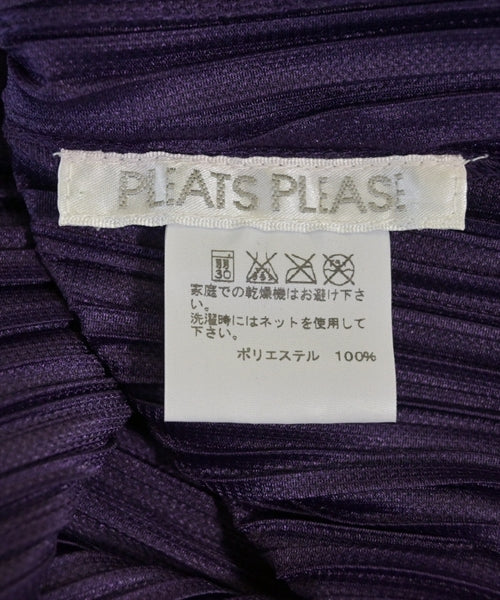 PLEATS PLEASE
弱
30
家庭での乾燥機はお避け下さ
い。
洗濯時にはネットを使用して
下さい。
ポリエステル 100%